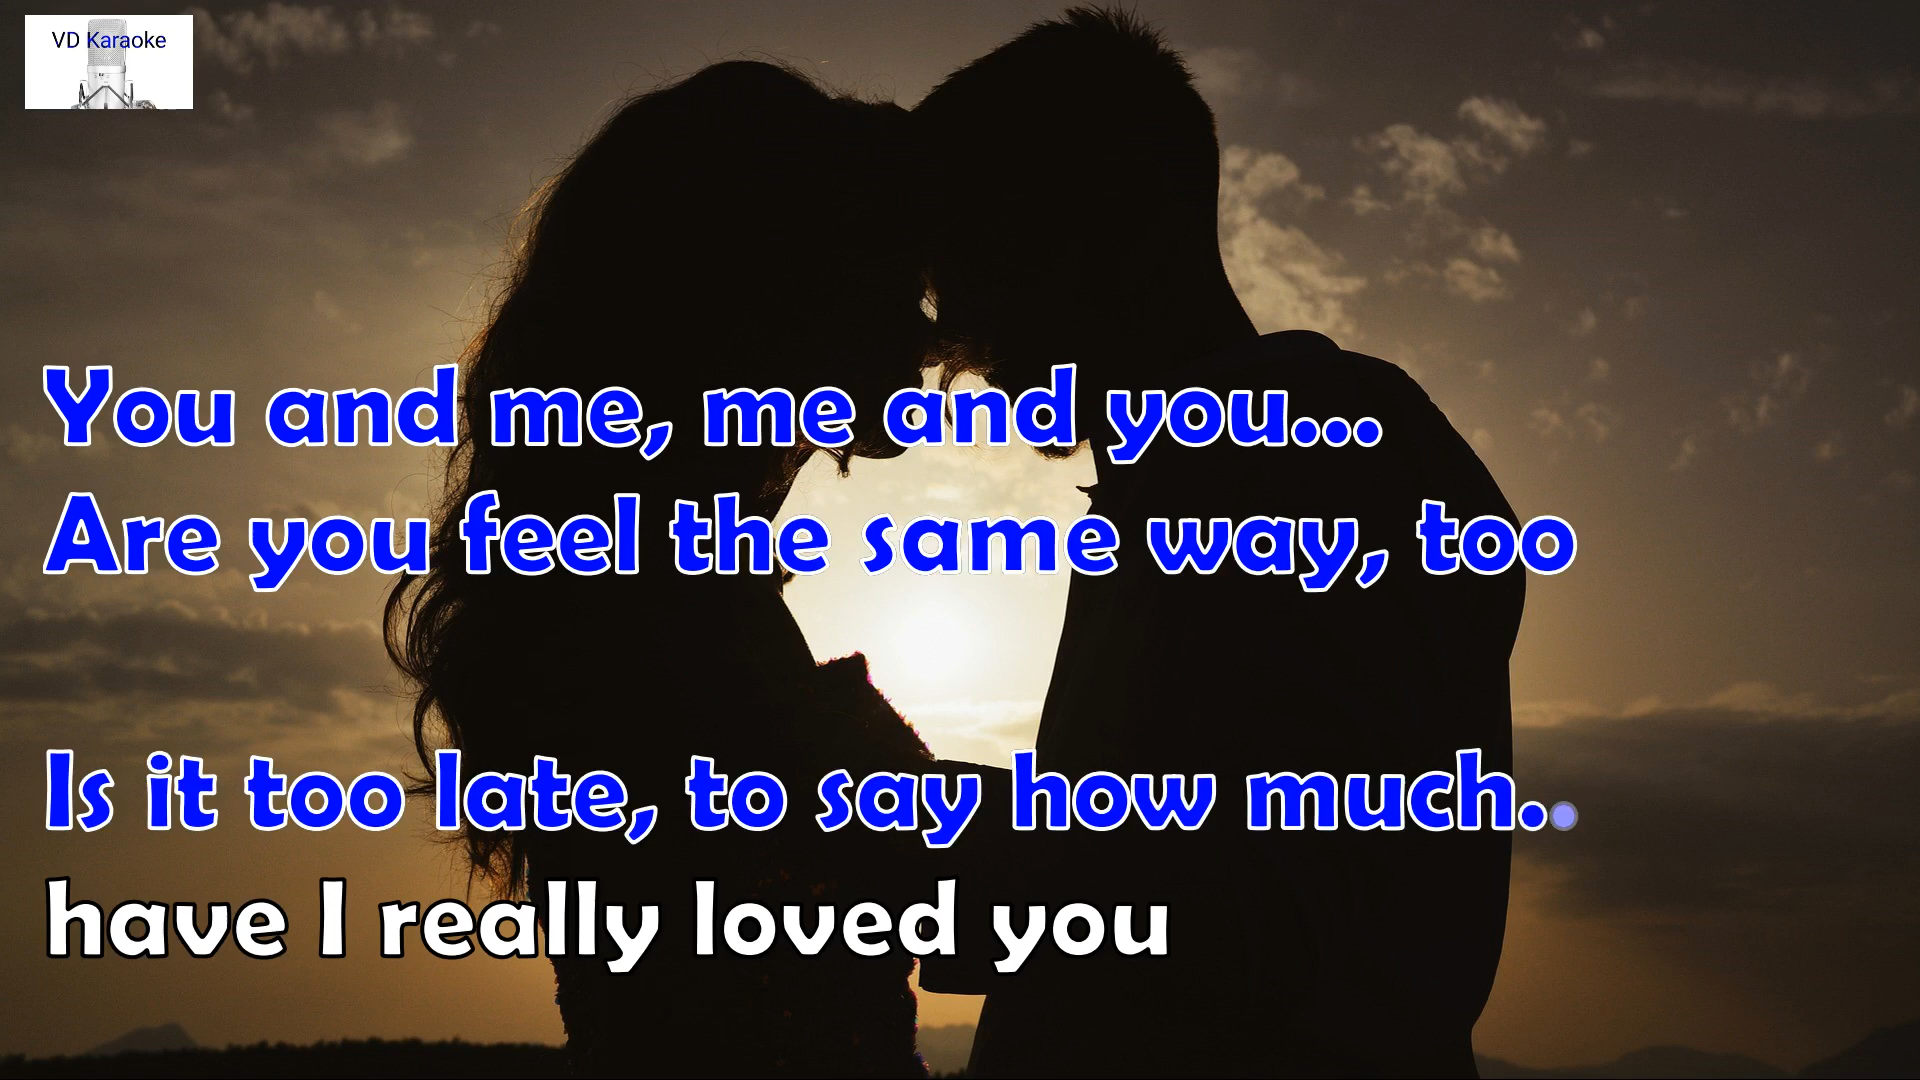 VD Karaoke
You and me, me and you...
Are you feel the same way, too
Is it too late, to say how much..
have I really loved you